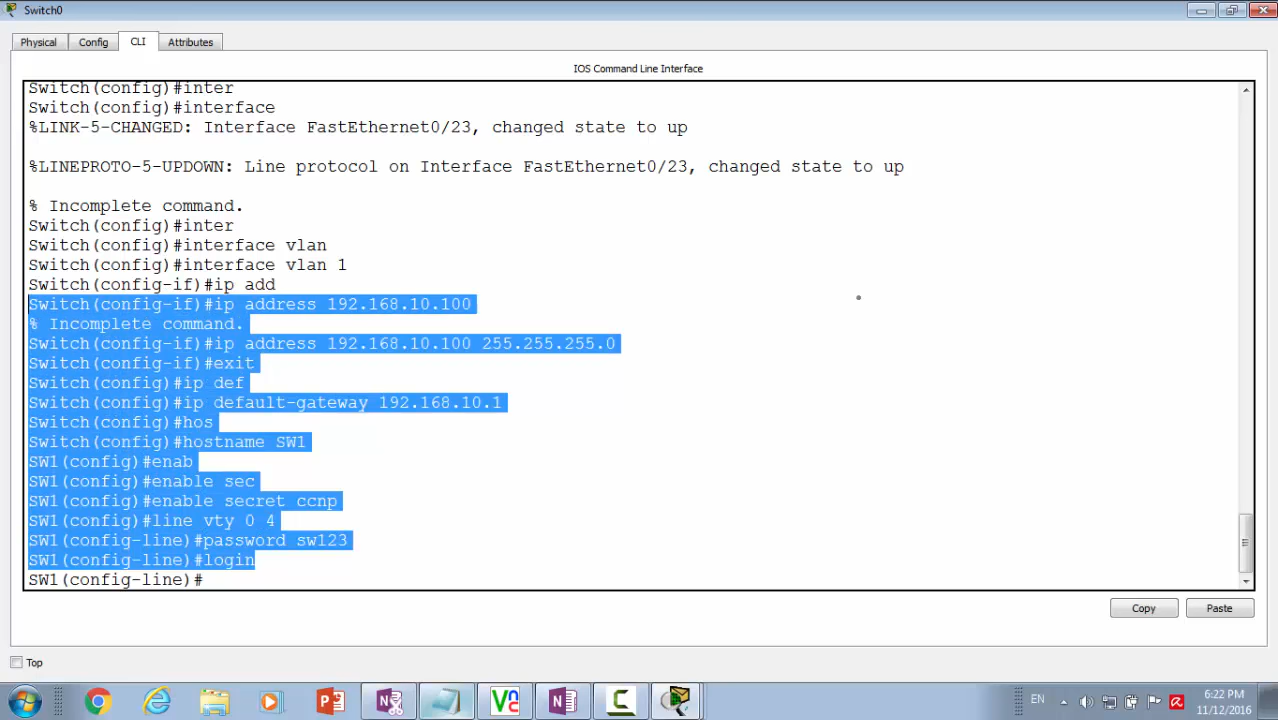 Switch0
Physical Config CLI Attributes
IOS Command Line Interface
Switch(config)#inter
Switch(config)#interface
%LINK-5-CHANGED: Interface FastEthernet0/23, changed state to up
%LINEPROTO-5-UPDOWN: Line protocol on Interface FastEthernet0/23, changed state to up
% Incomplete command.
Switch(config)#inter
Switch(config)#interface vlan
Switch(config)#interface vlan 1
Switch(config-if)#ip add
Switch(config-if)#ip address 192.168.10.100
% Incomplete command.
Switch(config-if)#ip address 192.168.10.100 255.255.255.0
Switch(config-if)#exit
Switch(config)#ip def
Switch(config)#ip default-gateway 192.168.10.1
Switch(config)#hos
Switch(config)#hostname SW1
SW1(config)#enab
SW1(config)#enable sec
SW1(config)#enable secret ccnp
SW1(config)#line vty 0 4
SW1(config-line)#password sw123
SW1(config-line)#login
SW1(config-line)#
Copy Paste
Top
EN
6:22 PM
11/12/2016